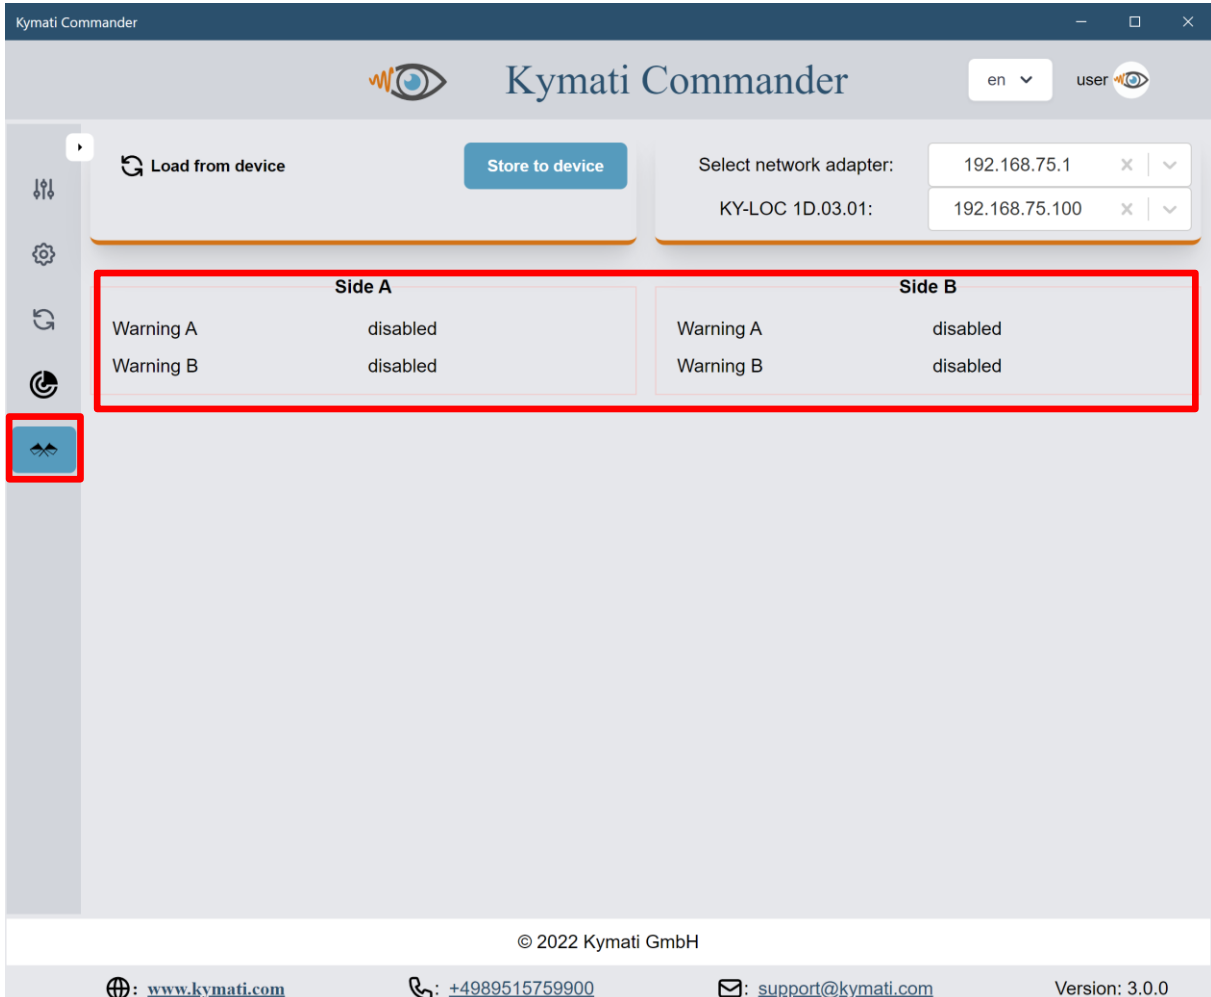 Kymati Commander
Kymati Commander
en
user
Load from device
Store to device
Select network adapter:
192.168.75.1
KY-LOC 1D.03.01:
192.168.75.100
Side A
Warning A disabled
Warning B disabled
Side B
Warning A disabled
Warning B disabled
© 2022 Kymati GmbH
: www.kymati.com
: +4989515759900
: support@kymati.com
Version: 3.0.0